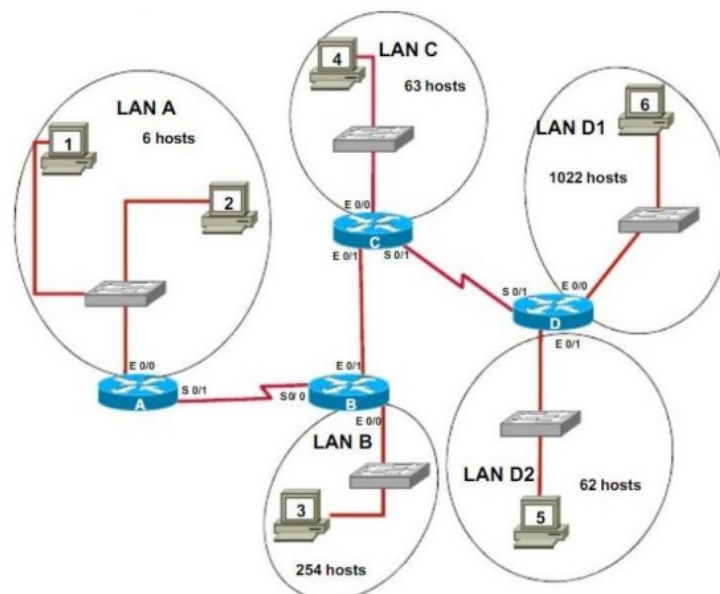 4
LAN C
63 hosts
LAN A
6 hosts
1
2
6
LAN D1
1022 hosts
E 0/0
C
E 0/1
S 0/1
S 0/1
E 0/0
D
E 0/1
E 0/0
A
S 0/1
E 0/1
S0/ 0
B
E 0/0
LAN B
3
254 hosts
LAN D2
62 hosts
5